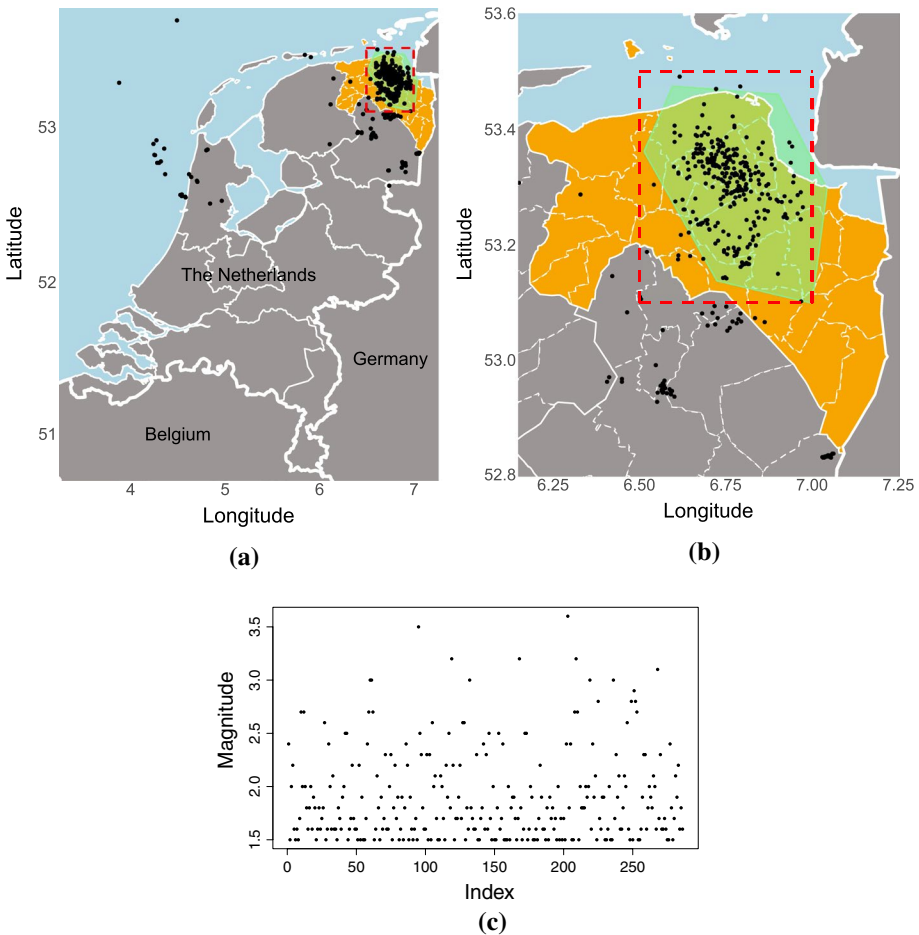 53
52
51
Latitude
The Netherlands
Germany
Belgium
4 5 6 7
Longitude
(a)
53.6
53.4
53.2
53.0
52.8
Latitude
6.25 6.50 6.75 7.00 7.25
Longitude
(b)
3.5
3.0
2.5
2.0
1.5
Magnitude
0 50 100 150 200 250
Index
(c)